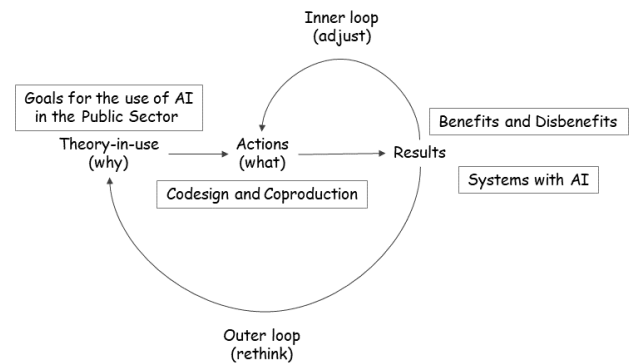 Inner loop
(adjust)
Goals for the use of AI
in the Public Sector
Benefits and Disbenefits
Theory-in-use
(why)
Actions
(what)
Results
Codesign and Coproduction
Systems with AI
Outer loop
(rethink)